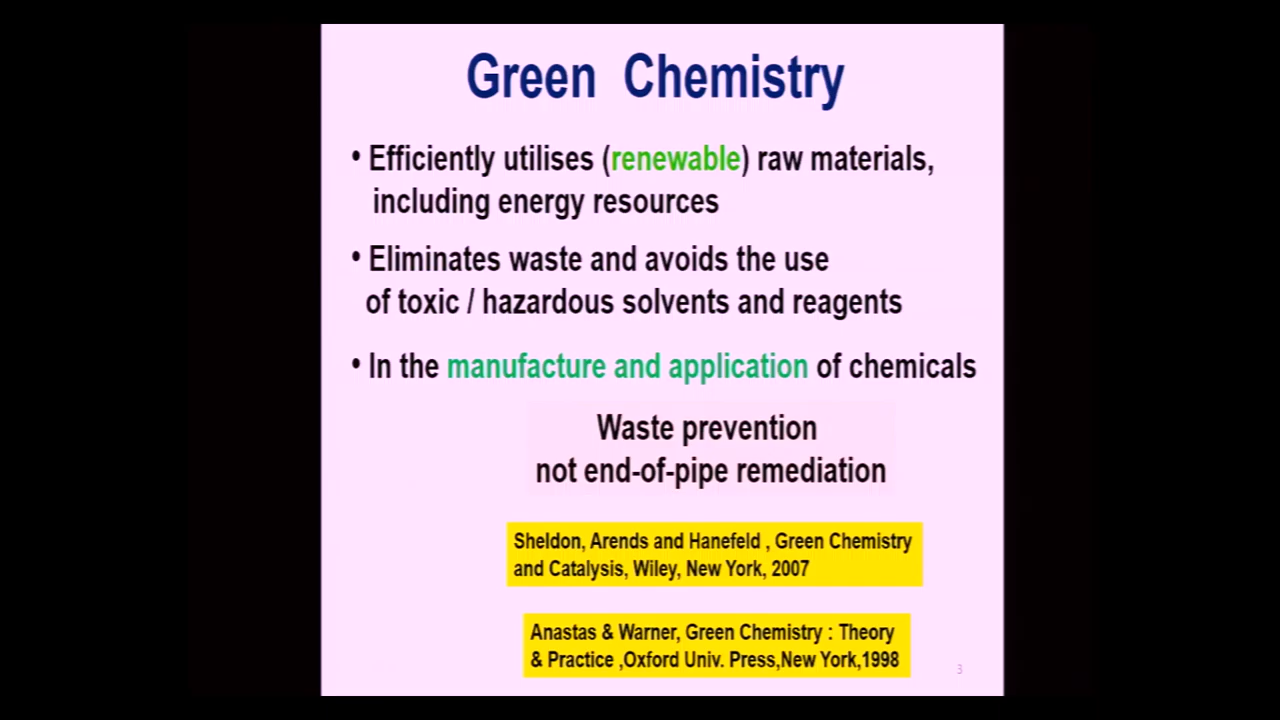 Green Chemistry
• Efficiently utilises (renewable) raw materials,
including energy resources
• Eliminates waste and avoids the use
of toxic / hazardous solvents and reagents
• In the manufacture and application of chemicals
Waste prevention
not end-of-pipe remediation
Sheldon, Arends and Hanefeld , Green Chemistry
and Catalysis, Wiley, New York, 2007
Anastas & Warner, Green Chemistry : Theory
& Practice ,Oxford Univ. Press,New York,1998
3